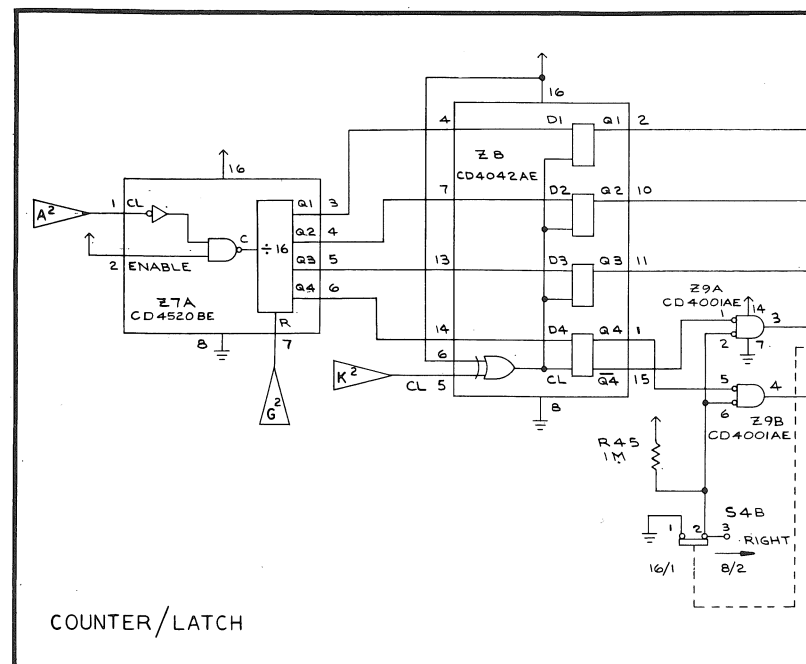 16
4 D1 Q1 2
Z8
CD4042AE
16
1 CL Q1 3
A2
7 D2 Q2 10
Q2 4
C
÷16
Q3 5
2 ENABLE
13 D3 Q3 11
Q4 6
Z7A
CD4520BE
R
Z9A
CD4001AE
14
1
3
2
7
14 D4 Q4 1
8 7
6
K2
CL 5
CL Q4 15
5
4
6
Z9B
CD4001AE
G2
8
R45
1M
S4B
1 2 3
RIGHT
16/1 8/2
COUNTER/LATCH